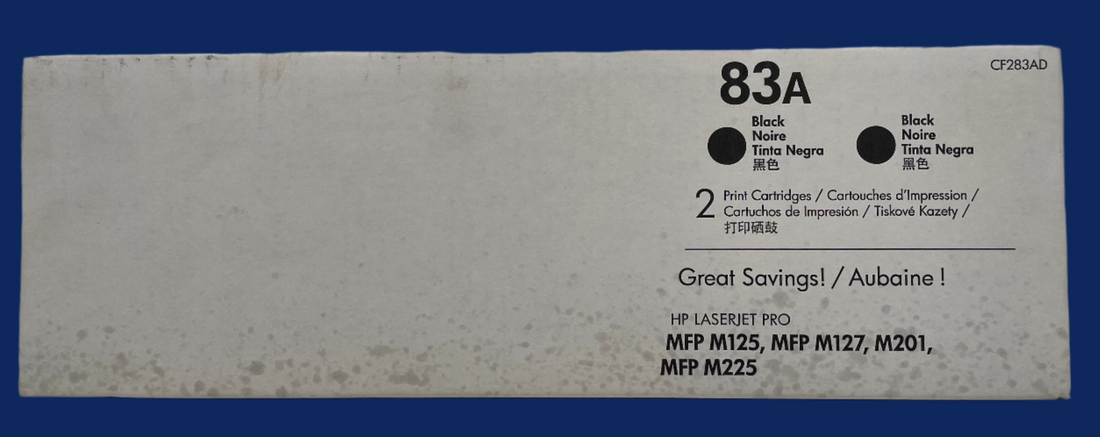 CF283AD
83A
Black
Noire
Tinta Negra
黑色
Black
Noire
Tinta Negra
黑色
2 Print Cartridges / Cartouches d'Impression /
Cartuchos de Impresión / Tiskové Kazety /
打印硒鼓
Great Savings! / Aubaine !
HP LASERJET PRO
MFP M125, MFP M127, M201,
MFP M225